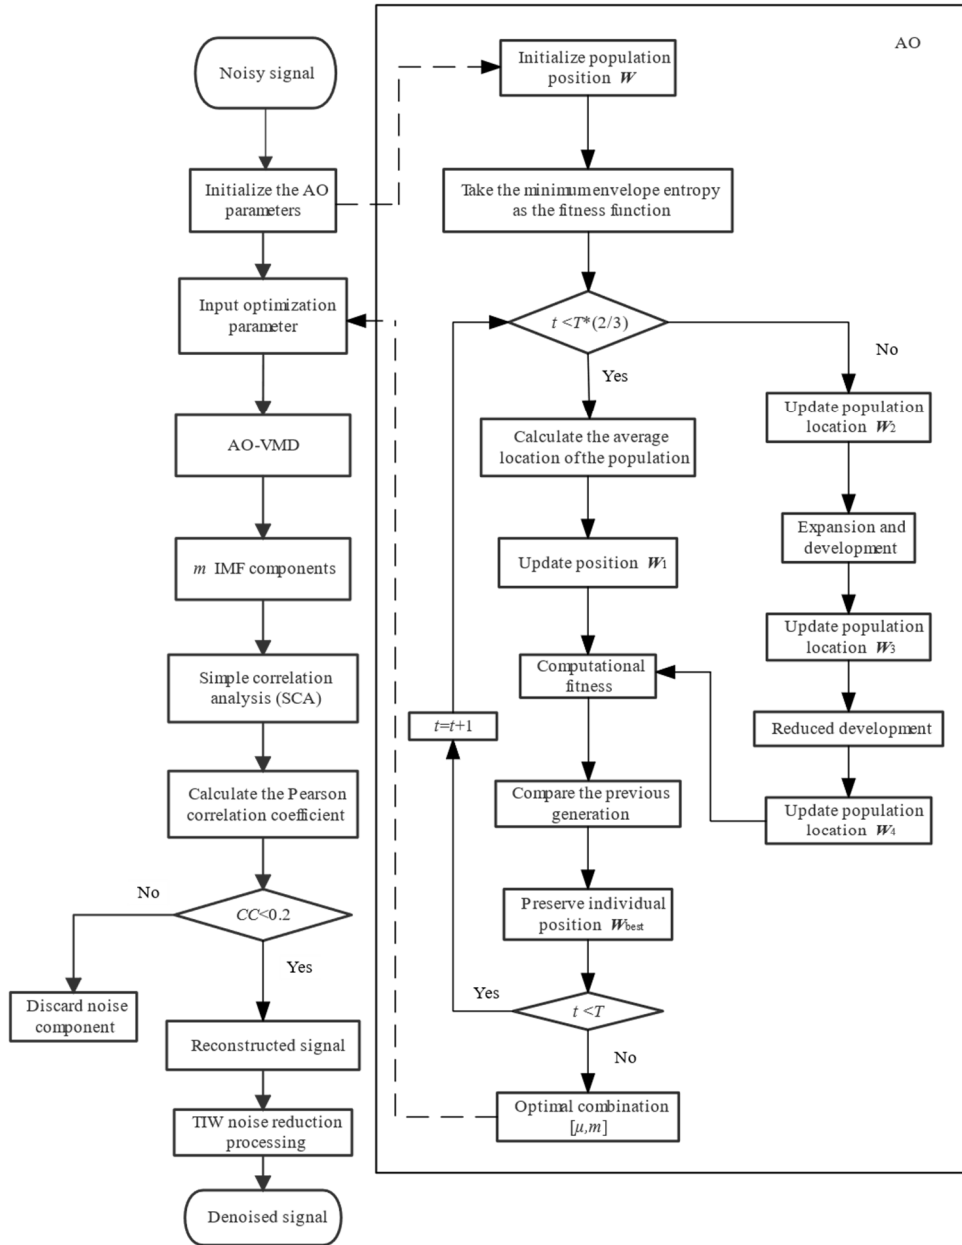 Noisy signal
Initialize the AO
parameters
Input optimization
parameter
AO-VMD
m IMF components
Simple correlation
analysis (SCA)
Calculate the Pearson
correlation coefficient
No
CC<0.2
Yes
Discard noise
component
Reconstructed signal
TIW noise reduction
processing
Denoised signal
AO
Initialize population
position W
Take the minimum envelope entropy
as the fitness function
t <T*(2/3)
Yes
No
Calculate the average
location of the population
Update position W1
Computational
fitness
t=t+1
Compare the previous
generation
Preserve individual
position Wbest
Yes
t <T
No
Optimal combination
[μ,m]
Update population
location W2
Expansion and
development
Update population
location W3
Reduced development
Update population
location W4